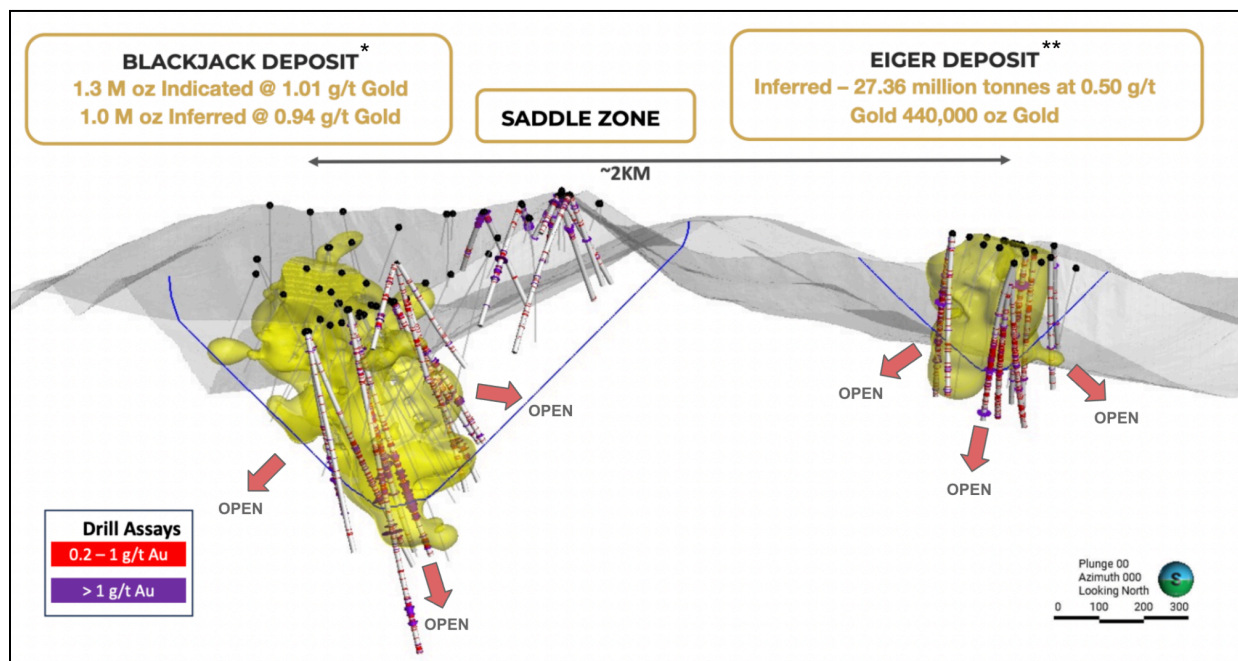 BLACKJACK DEPOSIT*
1.3 M oz Indicated @ 1.01 g/t Gold
1.0 M oz Inferred @ 0.94 g/t Gold
SADDLE ZONE
EIGER DEPOSIT**
Inferred – 27.36 million tonnes at 0.50 g/t
Gold 440,000 oz Gold
~2KM
OPEN
OPEN
OPEN
OPEN
OPEN
OPEN
Drill Assays
0.2 – 1 g/t Au
> 1 g/t Au
Plunge 00
Azimuth 000
Looking North
S
0 100 200 300